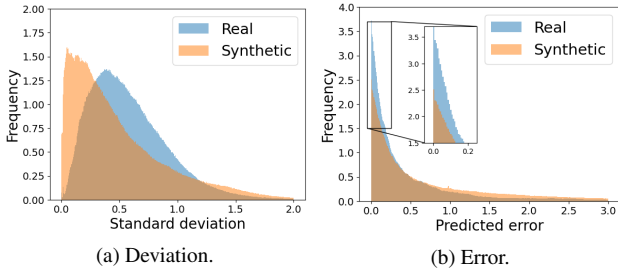 2.00
1.75
1.50
1.25
1.00
0.75
0.50
0.25
0.00
Frequency
Real
Synthetic
0.0 0.5 1.0 1.5 2.0
Standard deviation
(a) Deviation.
4.0
3.5
3.0
2.5
2.0
1.5
1.0
0.5
0.0
Frequency
3.5
3.0
2.5
2.0
1.5
0.0 0.2
Real
Synthetic
0.0 0.5 1.0 1.5 2.0 2.5 3.0
Predicted error
(b) Error.